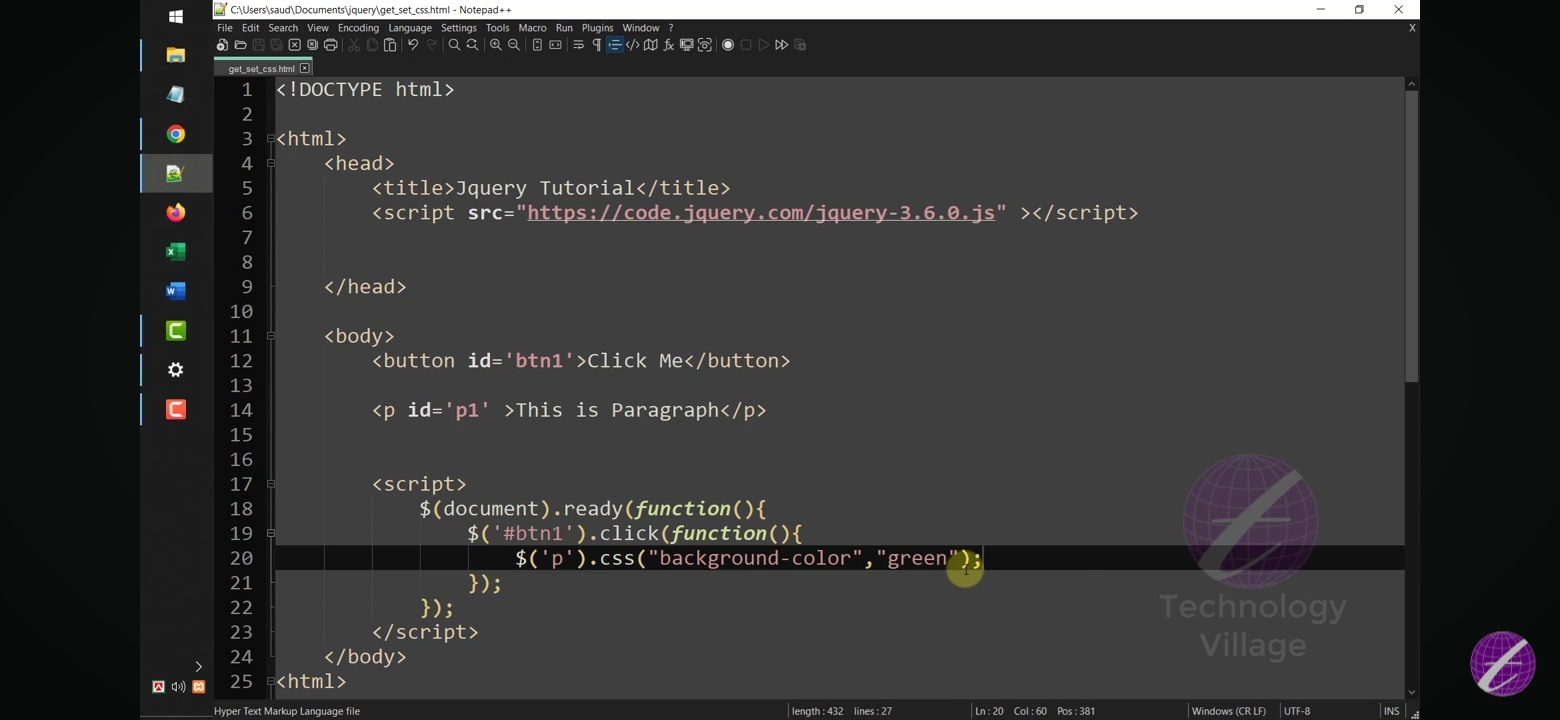 C:\Users\saud\Documents\jquery\get_set_css.html - Notepad++
File Edit Search View Encoding Language Settings Tools Macro Run Plugins Window ? X
get_set_css.html
1 <!DOCTYPE html>
2
3 <html>
4 <head>
5 <title>Jquery Tutorial</title>
6 <script src="https://code.jquery.com/jquery-3.6.0.js" ></script>
7
8
9 </head>
10
11 <body>
12 <button id='btn1'>Click Me</button>
13
14 <p id='p1' >This is Paragraph</p>
15
16
17 <script>
18 $(document).ready(function(){
19 $('#btn1').click(function(){
20 $('p').css("background-color","green");
21 });
22 });
23 </script>
24 </body>
25 <html>
Technology
Village
Hyper Text Markup Language file length : 432 lines : 27 Ln : 20 Col : 60 Pos : 381 Windows (CR LF) UTF-8 INS